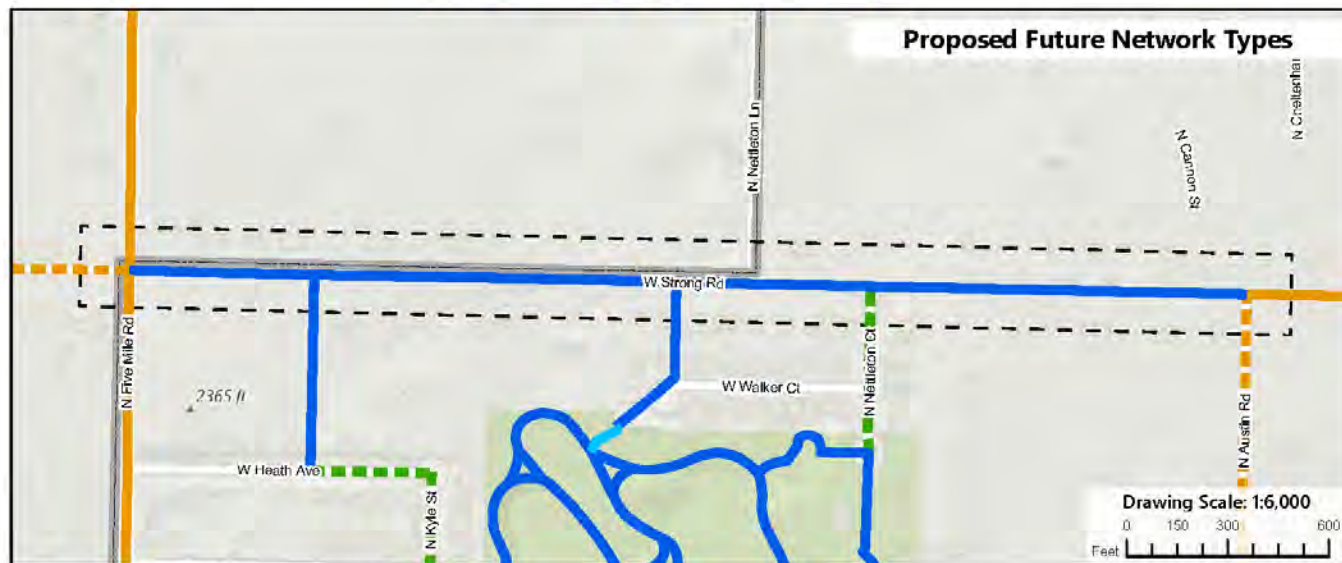 Proposed Future Network Types
N Cheltenhar
N Cannon St
N Nettleton Ln
W Strong Rd
N Five Mile Rd
2365 ft
W Walker Ct
N Nettleton Ct
N Austin Rd
W Heath Ave
N Kyle St
Drawing Scale: 1:6,000
0 150 300 600
Feet